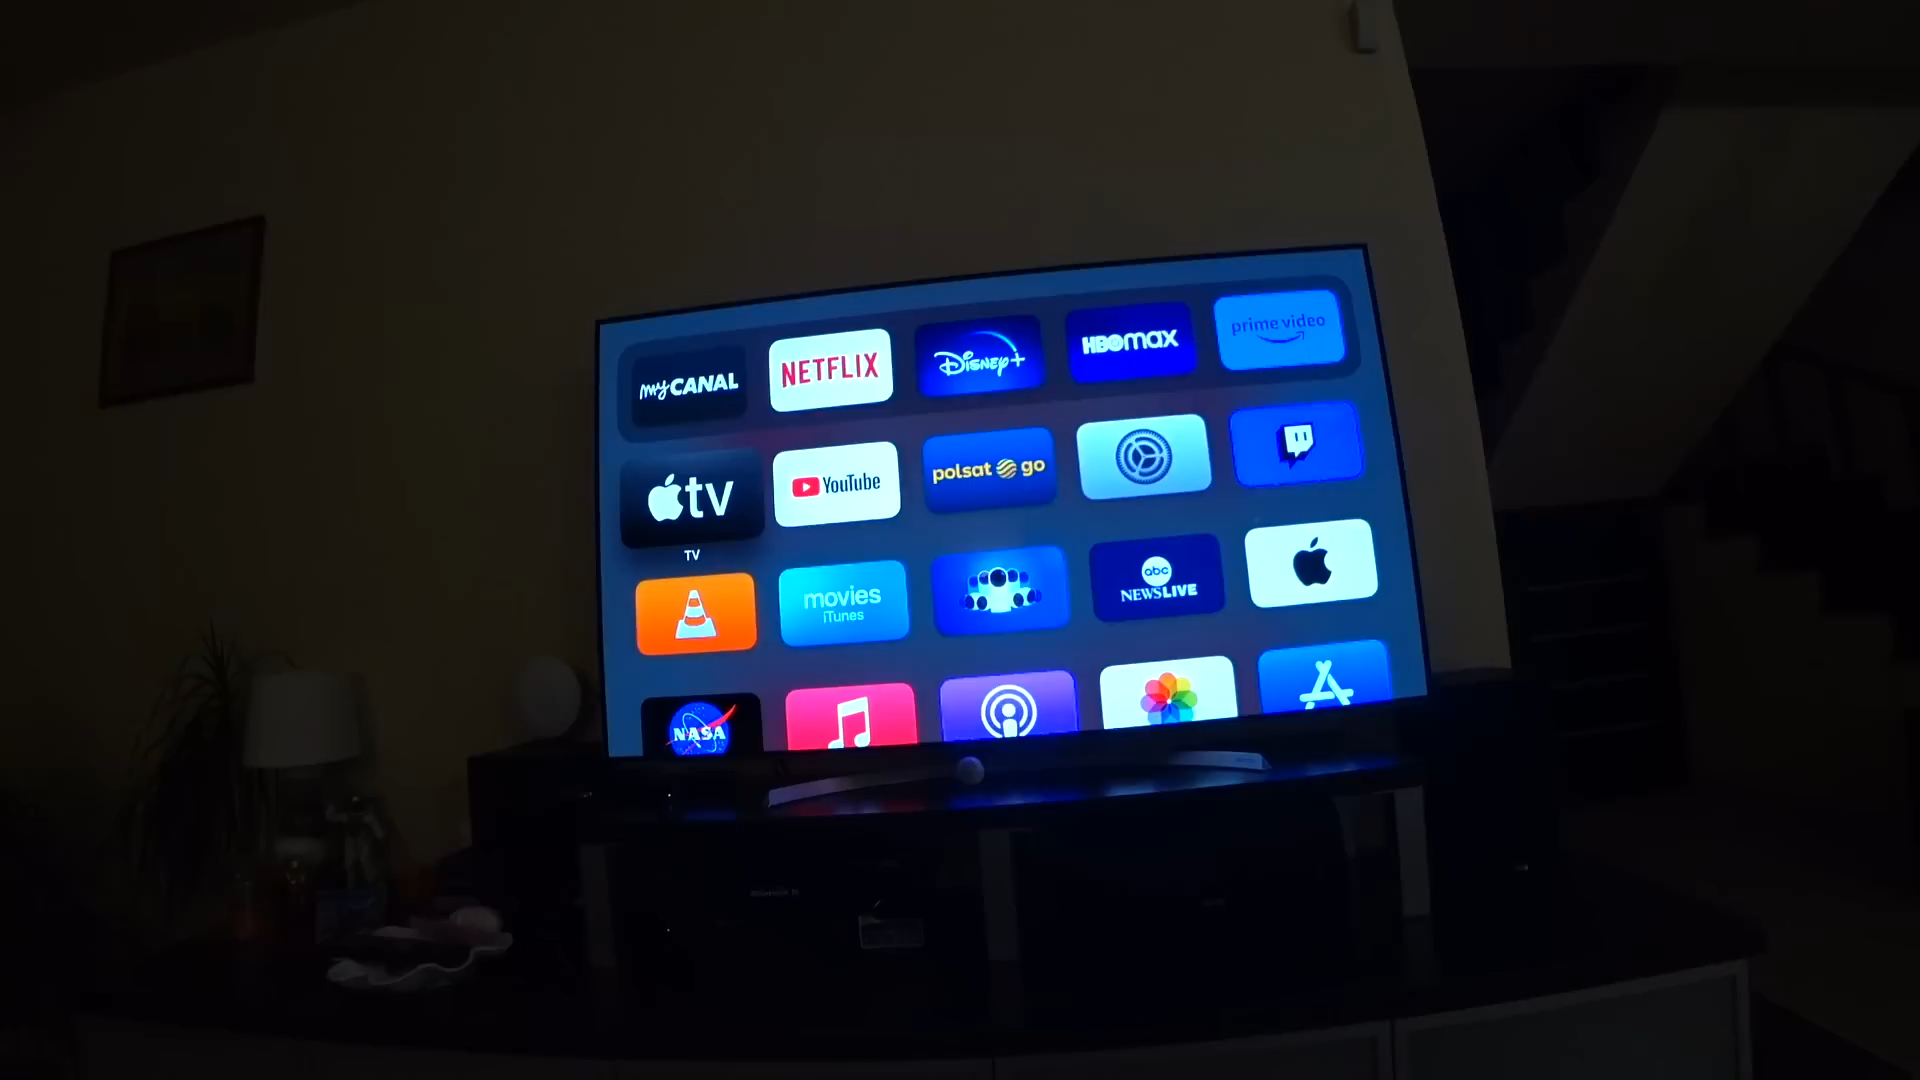 myCANAL
NETFLIX
Disney+
HBOmax
prime video
tv
YouTube
polsat go
TV
movies
iTunes
abc
NEWSLIVE
NASA